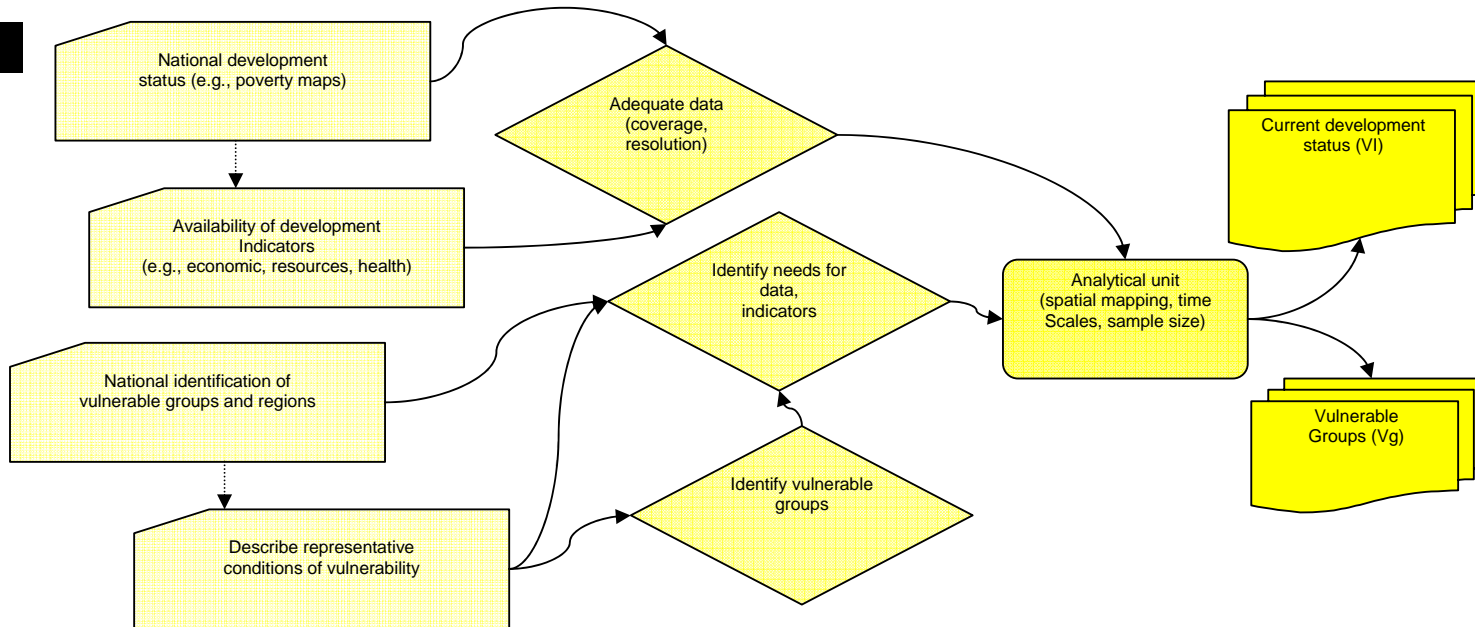 National development
status (e.g., poverty maps)
Adequate data
(coverage,
resolution)
Current development
status (VI)
Availability of development
Indicators
(e.g., economic, resources, health)
Identify needs for
data,
indicators
Analytical unit
(spatial mapping, time
Scales, sample size)
National identification of
vulnerable groups and regions
Vulnerable
Groups (Vg)
Identify vulnerable
groups
Describe representative
conditions of vulnerability